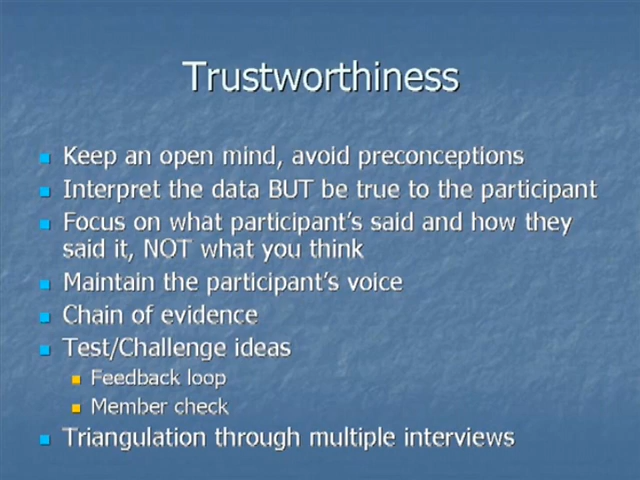 Trustworthiness
Keep an open mind, avoid preconceptions
Interpret the data BUT be true to the participant
Focus on what participant's said and how they
said it, NOT what you think
Maintain the participant's voice
Chain of evidence
Test/Challenge ideas
Feedback loop
Member check
Triangulation through multiple interviews